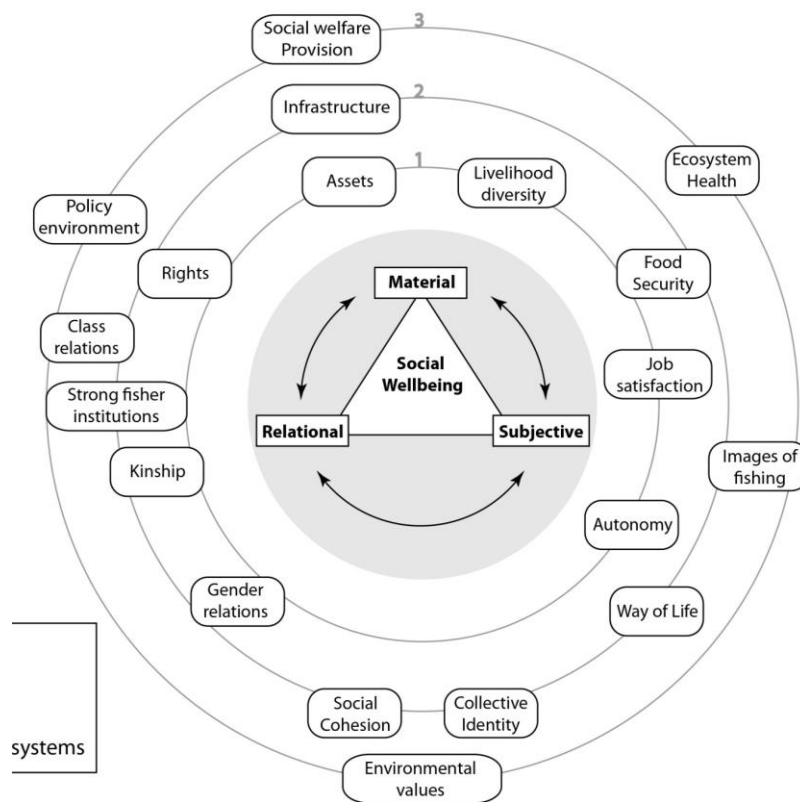 3
Social welfare
Provision
2
Infrastructure
1
Assets
Livelihood
diversity
Ecosystem
Health
Policy
environment
Rights
Food
Security
Material
Class
relations
Social
Wellbeing
Job
satisfaction
Strong fisher
institutions
Relational
Subjective
Kinship
Images of
fishing
Autonomy
Gender
relations
Way of Life
Social
Cohesion
Collective
Identity
systems
Environmental
values